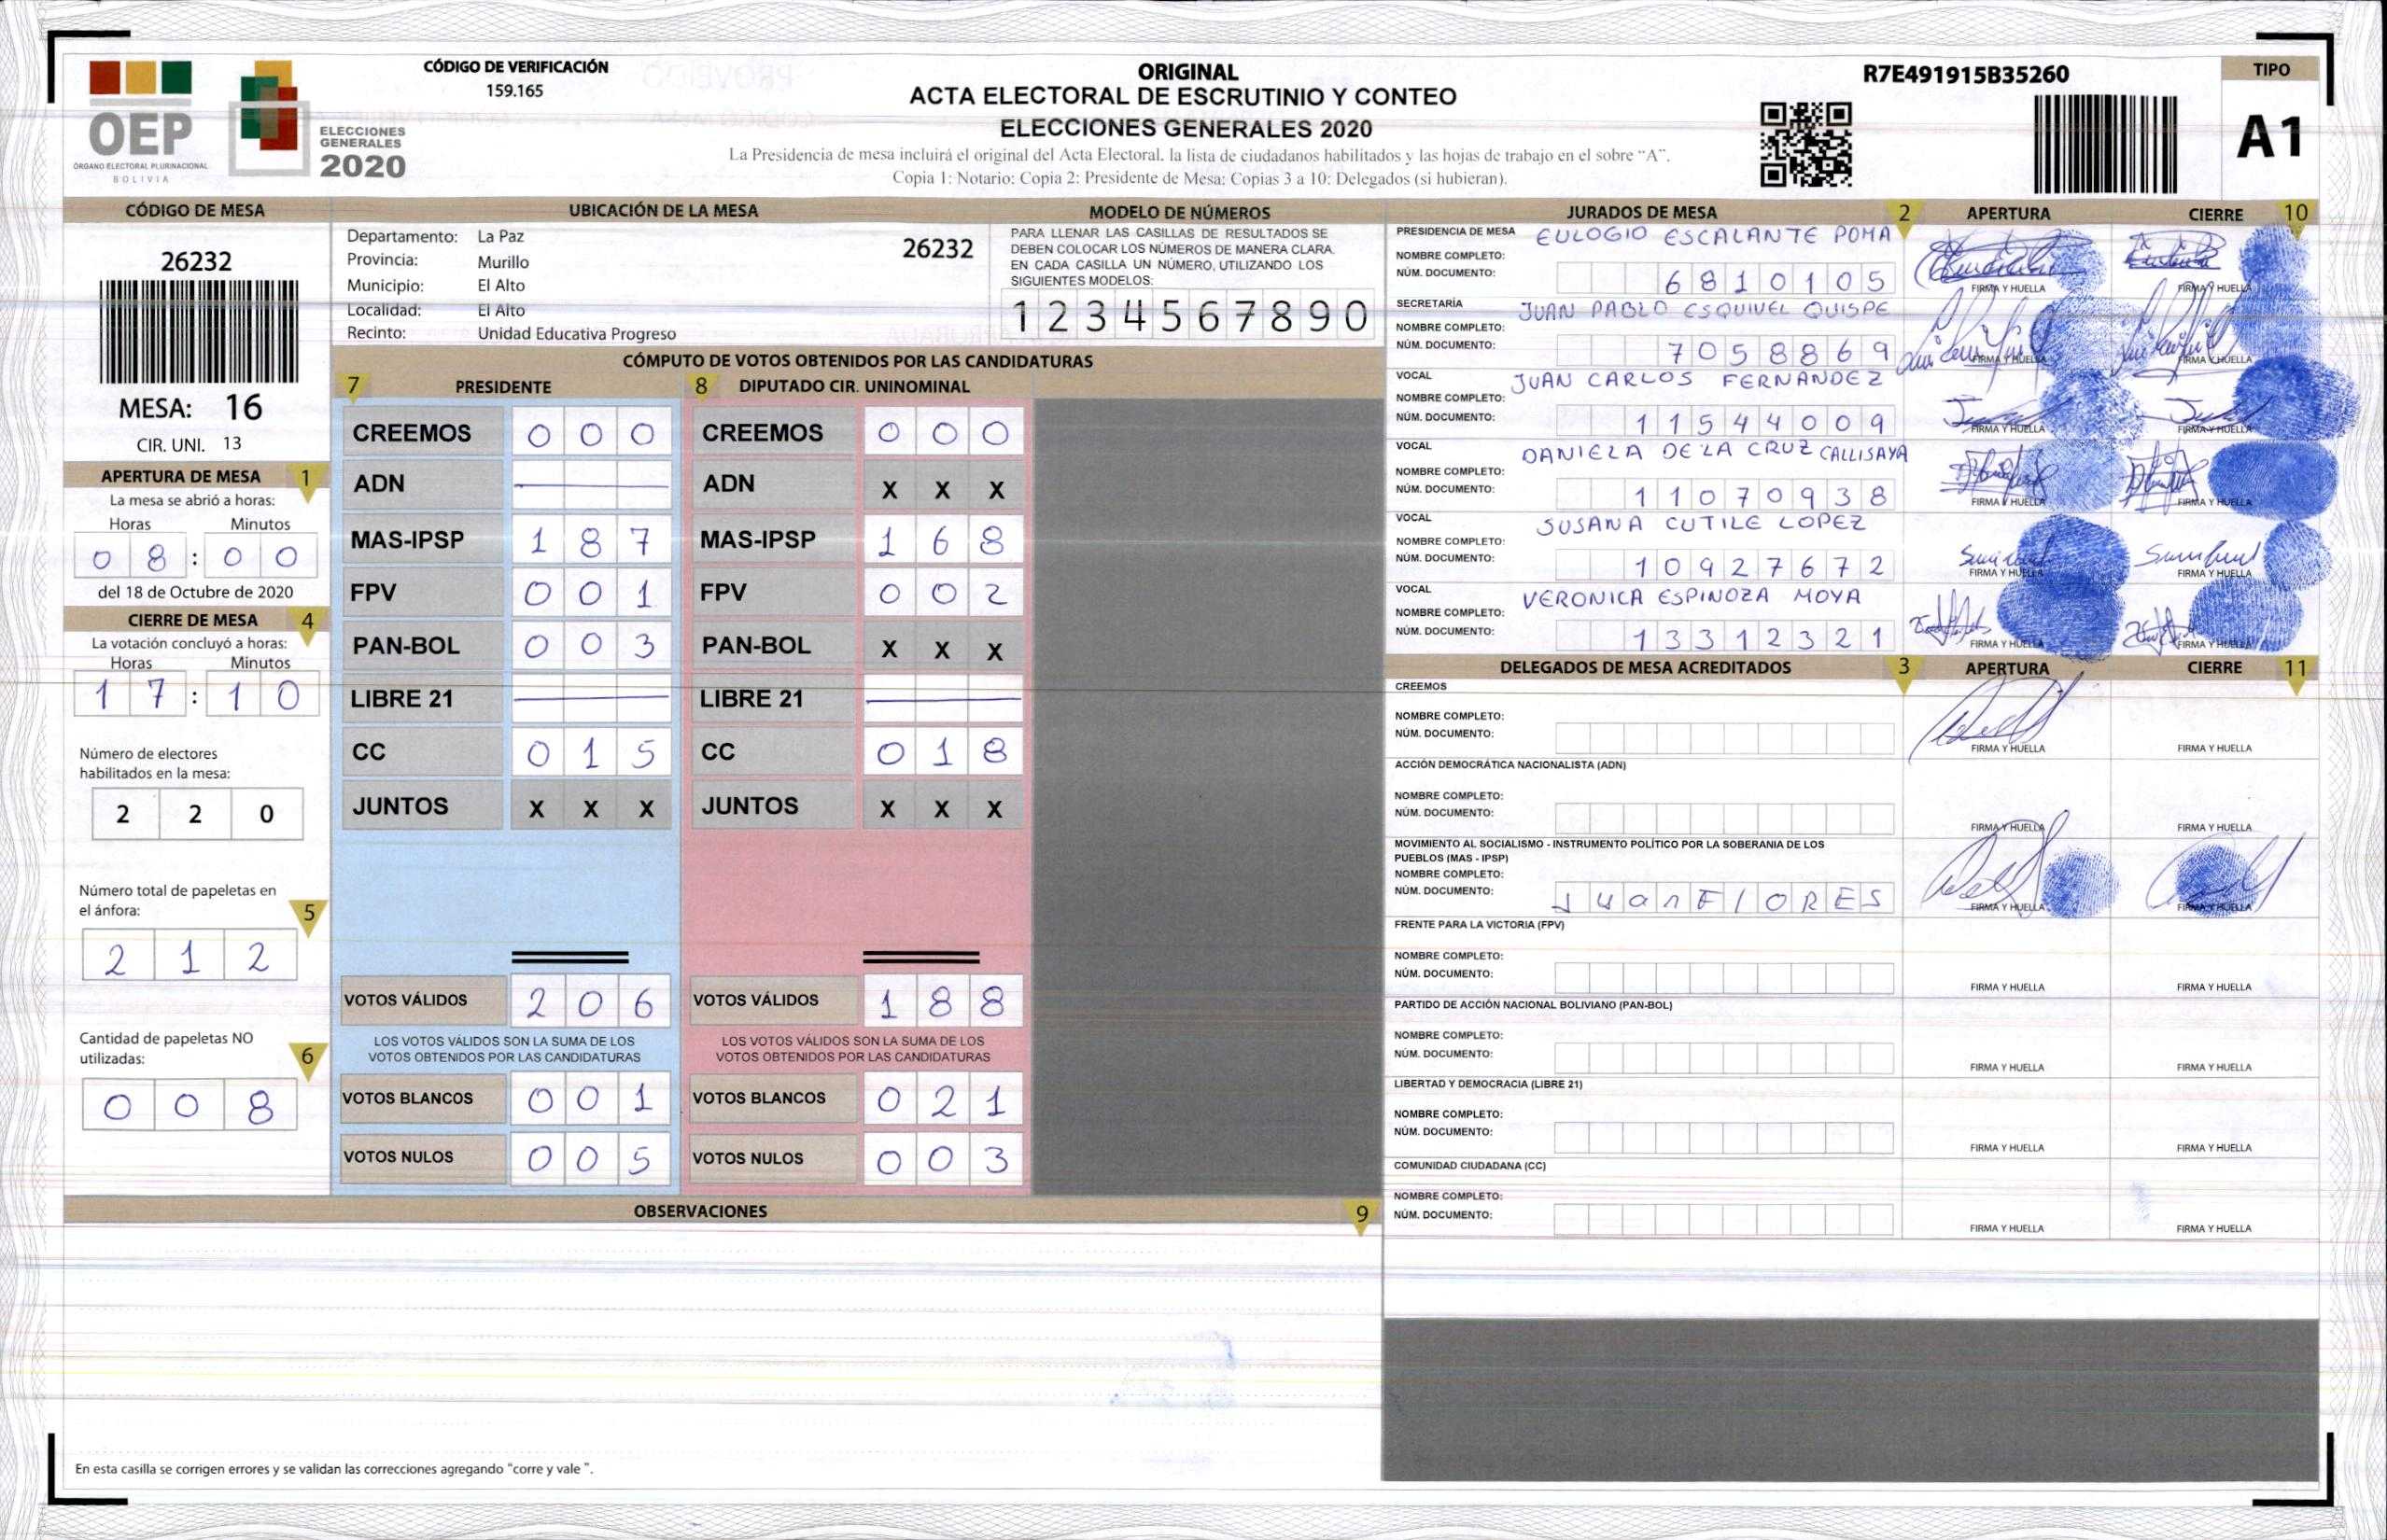 CÓDIGO DE VERIFICACIÓN
159.165
ORIGINAL
ACTA ELECTORAL DE ESCRUTINIO Y CONTEO
ELECCIONES GENERALES 2020
La Presidencia de mesa incluirá el original del Acta Electoral, la lista de ciudadanos habilitados y las hojas de trabajo en el sobre "A".
Copia 1: Notario: Copia 2: Presidente de Mesa: Copias 3 a 10: Delegados (si hubieran).
R7E491915B35260
TIPO
A1
OEP
ÓRGANO ELECTORAL PLURINACIONAL
BOLIVIA
ELECCIONES
GENERALES
2020
CÓDIGO DE MESA
26232
MESA: 16
CIR. UNI. 13
APERTURA DE MESA 1
La mesa se abrió a horas:
Horas Minutos
08:00
del 18 de Octubre de 2020
CIERRE DE MESA 4
La votación concluyó a horas:
Horas Minutos
17:10
Número de electores
habilitados en la mesa:
2 2 0
Número total de papeletas en
el ánfora: 5
2 1 2
Cantidad de papeletas NO
utilizadas: 6
0 0 8
UBICACIÓN DE LA MESA
Departamento: La Paz
Provincia: Murillo
Municipio: El Alto
Localidad: El Alto
Recinto: Unidad Educativa Progreso
26232
MODELO DE NÚMEROS
PARA LLENAR LAS CASILLAS DE RESULTADOS SE
DEBEN COLOCAR LOS NÚMEROS DE MANERA CLARA.
EN CADA CASILLA UN NÚMERO, UTILIZANDO LOS
SIGUIENTES MODELOS:
1 2 3 4 5 6 7 8 9 0
CÓMPUTO DE VOTOS OBTENIDOS POR LAS CANDIDATURAS
7 PRESIDENTE 8 DIPUTADO CIR. UNINOMINAL
CREEMOS 0 0 0 CREEMOS 0 0 0
ADN ADN X X X
MAS-IPSP 1 8 7 MAS-IPSP 1 6 8
FPV 0 0 1 FPV 0 0 2
PAN-BOL 0 0 3 PAN-BOL X X X
LIBRE 21 LIBRE 21
CC 0 1 5 CC 0 1 8
JUNTOS X X X JUNTOS X X X
VOTOS VÁLIDOS 2 0 6 VOTOS VÁLIDOS 1 8 8
LOS VOTOS VÁLIDOS SON LA SUMA DE LOS LOS VOTOS VÁLIDOS SON LA SUMA DE LOS
VOTOS OBTENIDOS POR LAS CANDIDATURAS VOTOS OBTENIDOS POR LAS CANDIDATURAS
VOTOS BLANCOS 0 0 1 VOTOS BLANCOS 0 2 1
VOTOS NULOS 0 0 5 VOTOS NULOS 0 0 3
OBSERVACIONES 9
En esta casilla se corrigen errores y se validan las correcciones agregando "corre y vale ".
JURADOS DE MESA 2 APERTURA CIERRE 10
PRESIDENCIA DE MESA EULOGIO ESCALANTE POMA
NOMBRE COMPLETO:
NÚM. DOCUMENTO: 6810105 FIRMA Y HUELLA FIRMA Y HUELLA
SECRETARÍA JUAN PABLO ESQUIVEL QUISPE
NOMBRE COMPLETO:
NÚM. DOCUMENTO: 7058869 FIRMA Y HUELLA FIRMA Y HUELLA
VOCAL JUAN CARLOS FERNANDEZ
NOMBRE COMPLETO:
NÚM. DOCUMENTO: 11544009 FIRMA Y HUELLA FIRMA Y HUELLA
VOCAL DANIELA DE LA CRUZ CALLISAYA
NOMBRE COMPLETO:
NÚM. DOCUMENTO: 11070938 FIRMA Y HUELLA FIRMA Y HUELLA
VOCAL SUSANA CUTILE LOPEZ
NOMBRE COMPLETO:
NÚM. DOCUMENTO: 10927672 FIRMA Y HUELLA FIRMA Y HUELLA
VOCAL VERONICA ESPINOZA MOYA
NOMBRE COMPLETO:
NÚM. DOCUMENTO: 13312321 FIRMA Y HUELLA FIRMA Y HUELLA
DELEGADOS DE MESA ACREDITADOS 3 APERTURA CIERRE 11
CREEMOS
NOMBRE COMPLETO:
NÚM. DOCUMENTO: FIRMA Y HUELLA FIRMA Y HUELLA
ACCIÓN DEMOCRÁTICA NACIONALISTA (ADN)
NOMBRE COMPLETO:
NÚM. DOCUMENTO: FIRMA Y HUELLA FIRMA Y HUELLA
MOVIMIENTO AL SOCIALISMO - INSTRUMENTO POLÍTICO POR LA SOBERANIA DE LOS
PUEBLOS (MAS - IPSP)
NOMBRE COMPLETO:
NÚM. DOCUMENTO: JuanFlORES FIRMA Y HUELLA FIRMA Y HUELLA
FRENTE PARA LA VICTORIA (FPV)
NOMBRE COMPLETO:
NÚM. DOCUMENTO: FIRMA Y HUELLA FIRMA Y HUELLA
PARTIDO DE ACCIÓN NACIONAL BOLIVIANO (PAN-BOL)
NOMBRE COMPLETO:
NÚM. DOCUMENTO: FIRMA Y HUELLA FIRMA Y HUELLA
LIBERTAD Y DEMOCRACIA (LIBRE 21)
NOMBRE COMPLETO:
NÚM. DOCUMENTO: FIRMA Y HUELLA FIRMA Y HUELLA
COMUNIDAD CIUDADANA (CC)
NOMBRE COMPLETO:
NÚM. DOCUMENTO: FIRMA Y HUELLA FIRMA Y HUELLA